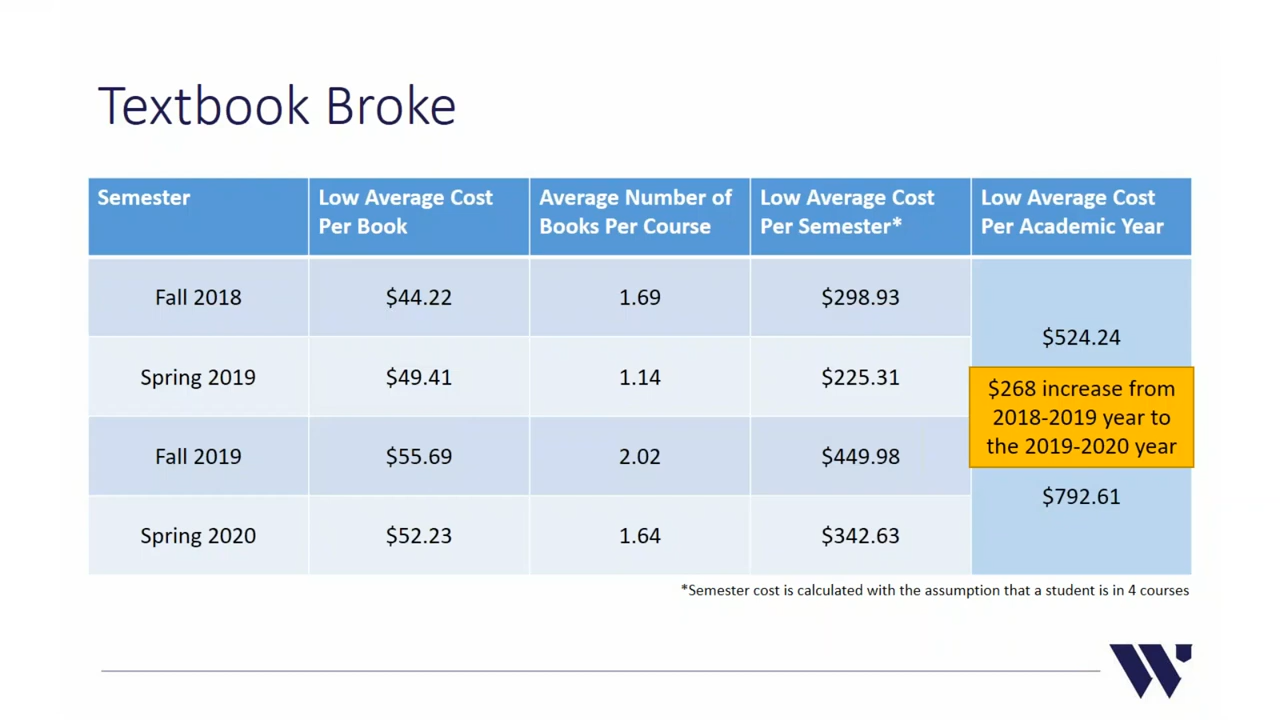 Textbook Broke
Semester
Low Average Cost
Per Book
Average Number of
Books Per Course
Low Average Cost
Per Semester*
Low Average Cost
Per Academic Year
Fall 2018
$44.22
1.69
$298.93
$524.24
Spring 2019
$49.41
1.14
$225.31
$268 increase from
2018-2019 year to
the 2019-2020 year
Fall 2019
$55.69
2.02
$449.98
$792.61
Spring 2020
$52.23
1.64
$342.63
*Semester cost is calculated with the assumption that a student is in 4 courses